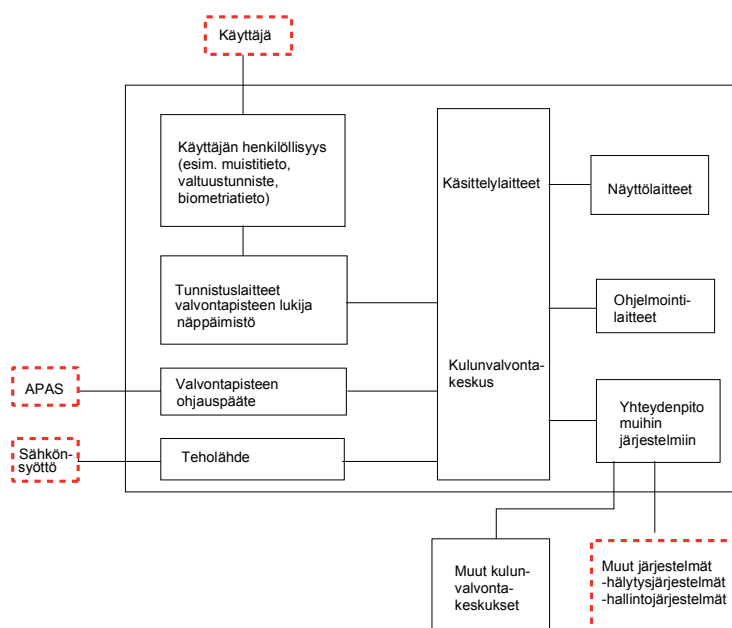 Käyttäjä
Käyttäjän henkilöllisyys
(esim. muistitieto,
valtuustunniste,
biometriatieto)
Käsittelylaitteet
Näyttölaitteet
Tunnistuslaitteet
valvontapisteen lukija
näppäimistö
Ohjelmointi-
laitteet
Kulunvalvonta-
keskus
APAS
Valvontapisteen
ohjauspääte
Yhteydenpito
muihin
järjestelmiin
Sähkön-
syöttö
Teholähde
Muut kulun-
valvonta-
keskukset
Muut järjestelmät
-hälytysjärjestelmät
-hallintojärjestelmät